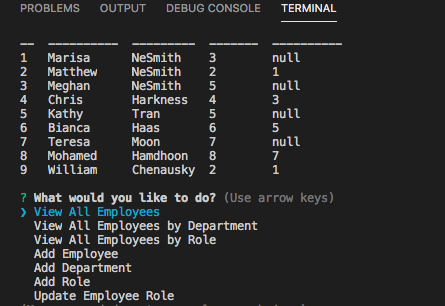 PROBLEMS OUTPUT DEBUG CONSOLE TERMINAL
-- ---------- --------- ------- ----------
1 Marisa NeSmith 3 null
2 Matthew NeSmith 2 1
3 Meghan NeSmith 5 null
4 Chris Harkness 4 3
5 Kathy Tran 5 null
6 Bianca Haas 6 5
7 Teresa Moon 7 null
8 Mohamed Hamdhoon 8 7
9 William Chenausky 2 1
? What would you like to do? (Use arrow keys)
❯ View All Employees
View All Employees by Department
View All Employees by Role
Add Employee
Add Department
Add Role
Update Employee Role